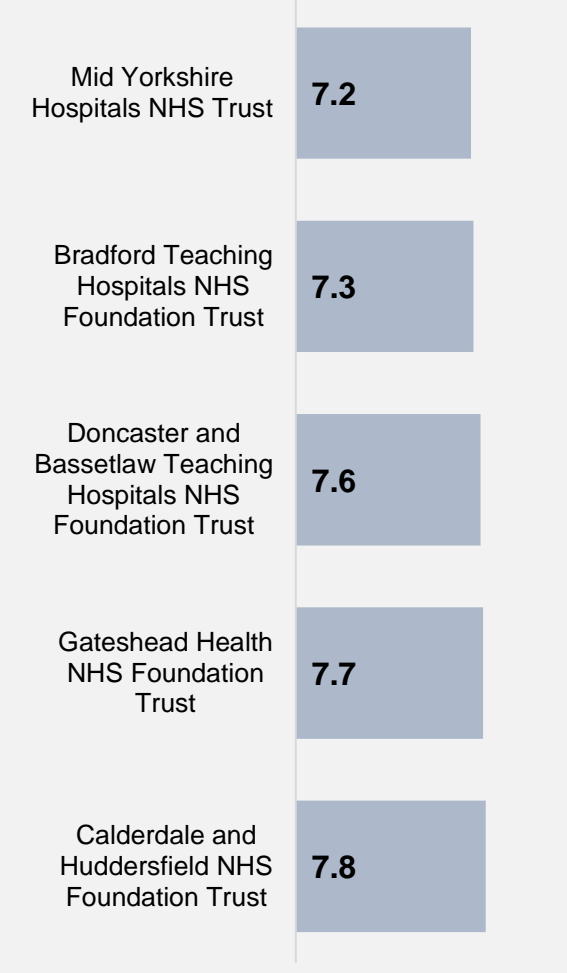 Mid Yorkshire
Hospitals NHS Trust
7.2
Bradford Teaching
Hospitals NHS
Foundation Trust
7.3
Doncaster and
Bassetlaw Teaching
Hospitals NHS
Foundation Trust
7.6
Gateshead Health
NHS Foundation
Trust
7.7
Calderdale and
Huddersfield NHS
Foundation Trust
7.8